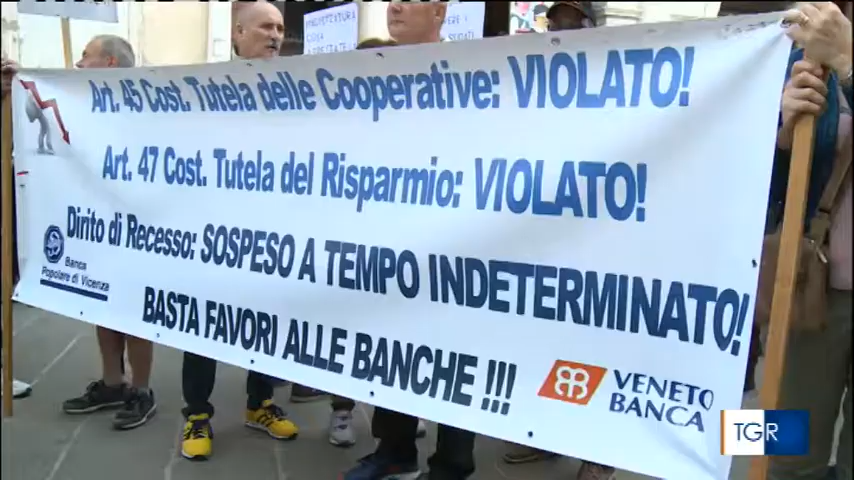 Art. 45 Cost. Tutela delle Cooperative: VIOLATO!
Art. 47 Cost. Tutela del Risparmio: VIOLATO!
Dirito di Recesso: SOSPESO A TEMPO INDETERMINATO!
Banca
Popolare di Vicenza
BASTA FAVORI ALLE BANCHE !!!
VENETO
BANCA
TGR